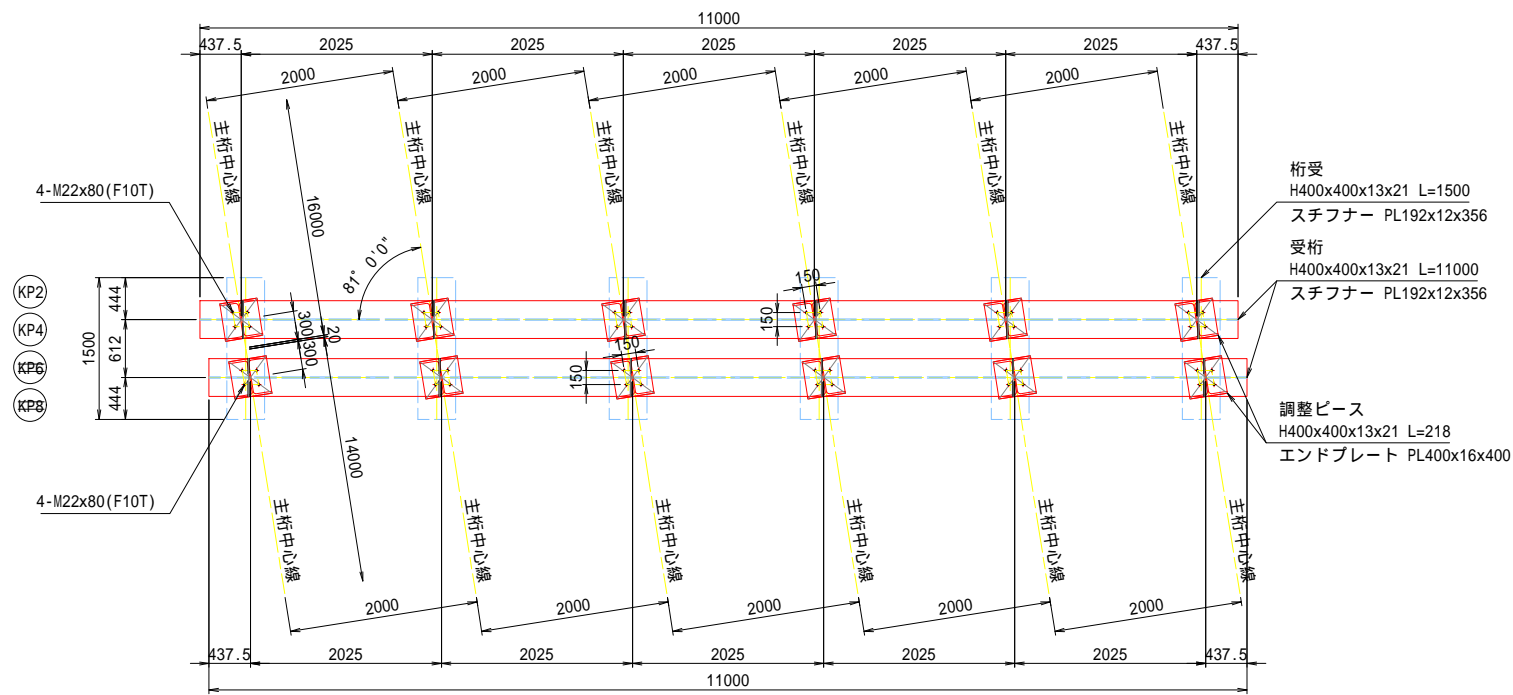 11000
437.5 2025 2025 2025 2025 2025 437.5
2000 2000 2000 2000 2000
主桁中心線 主桁中心線 主桁中心線 主桁中心線 主桁中心線 主桁中心線
4-M22x80(F10T)
16000
81° 0'0"
桁受
H400x400x13x21 L=1500
スチフナー PL192x12x356
受桁
H400x400x13x21 L=11000
スチフナー PL192x12x356
KP2
KP4
KP6
KP8
1500
444
612
444
300
300
20
150
150
150
150
調整ピース
H400x400x13x21 L=218
エンドプレート PL400x16x400
14000
4-M22x80(F10T)
主桁中心線 主桁中心線 主桁中心線 主桁中心線 主桁中心線 主桁中心線
2000 2000 2000 2000 2000
437.5 2025 2025 2025 2025 2025 437.5
11000